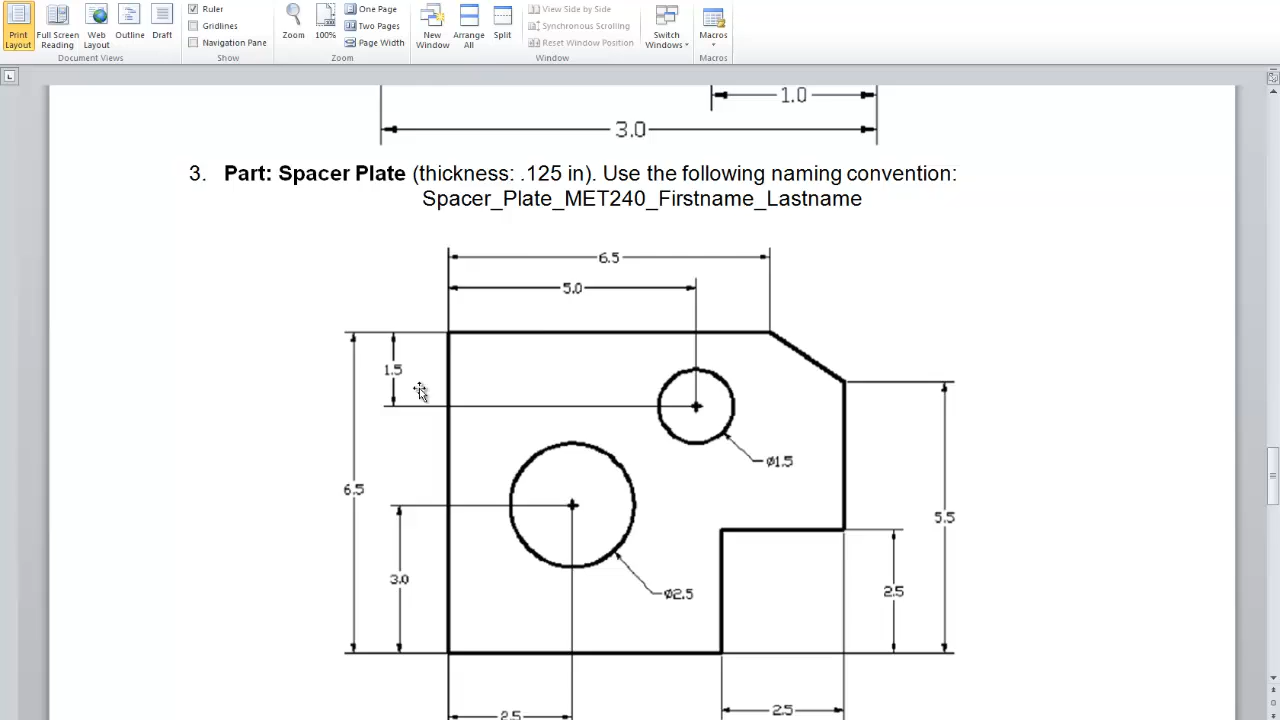 Ruler
Gridlines
Navigation Pane
One Page
Two Pages
Page Width
View Side by Side
Synchronous Scrolling
Reset Window Position
Print Layout
Full Screen Reading
Web Layout
Outline
Draft
Zoom
100%
New Window
Arrange All
Split
Switch Windows
Macros
Document Views
Show
Zoom
Window
Macros
1.0
3.0
3. Part: Spacer Plate (thickness: .125 in). Use the following naming convention:
Spacer_Plate_MET240_Firstname_Lastname
6.5
5.0
1.5
ø1.5
6.5
5.5
3.0
2.5
ø2.5
2.5
2.5